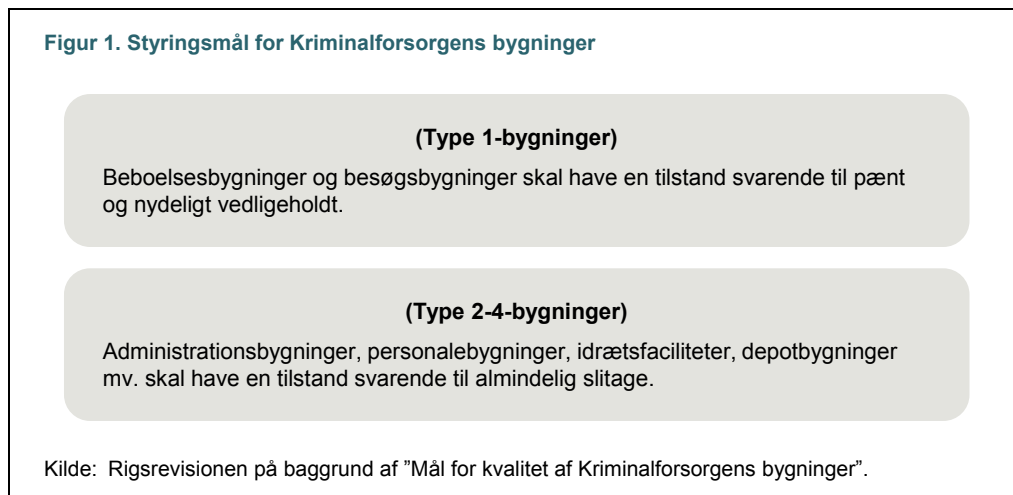 Figur 1. Styringsmål for Kriminalforsorgens bygninger
(Type 1-bygninger)
Beboelsesbygninger og besøgsbygninger skal have en tilstand svarende til pænt
og nydeligt vedligeholdt.
(Type 2-4-bygninger)
Administrationsbygninger, personalebygninger, idrætsfaciliteter, depotbygninger
mv. skal have en tilstand svarende til almindelig slitage.
Kilde: Rigsrevisionen på baggrund af ”Mål for kvalitet af Kriminalforsorgens bygninger”.